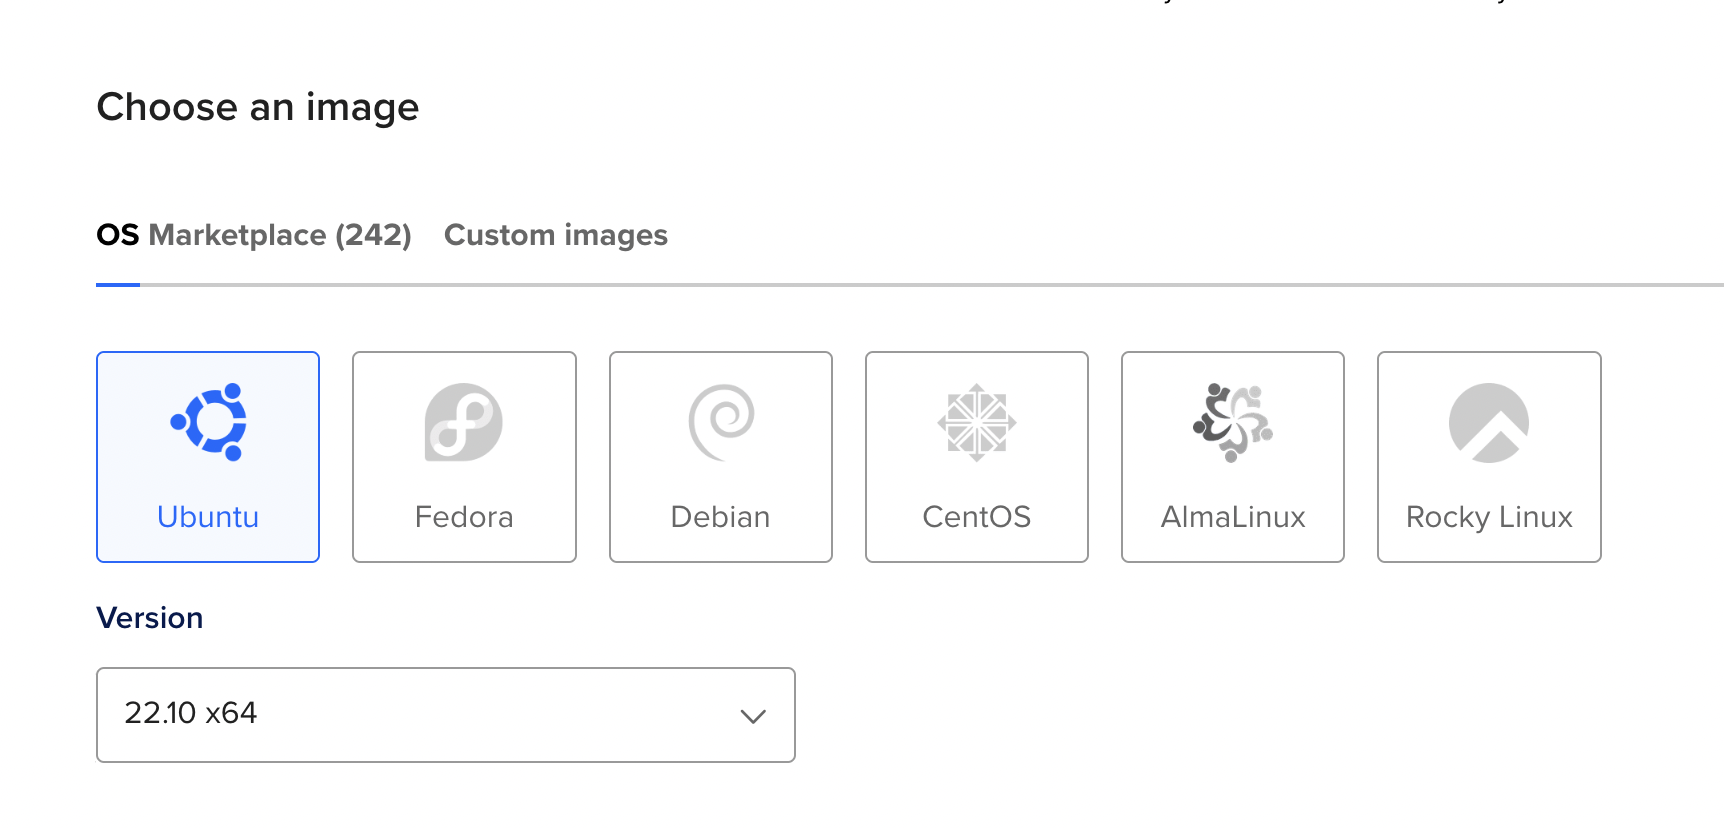 Choose an image
OS Marketplace (242) Custom images
Ubuntu
Fedora
Debian
CentOS
AlmaLinux
Rocky Linux
Version
22.10 x64